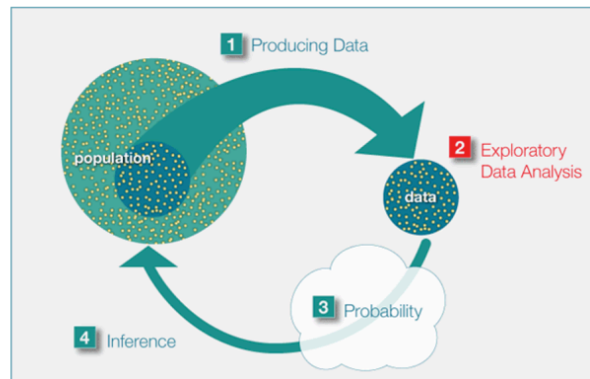 1 Producing Data
population
2 Exploratory
Data Analysis
data
3 Probability
4 Inference